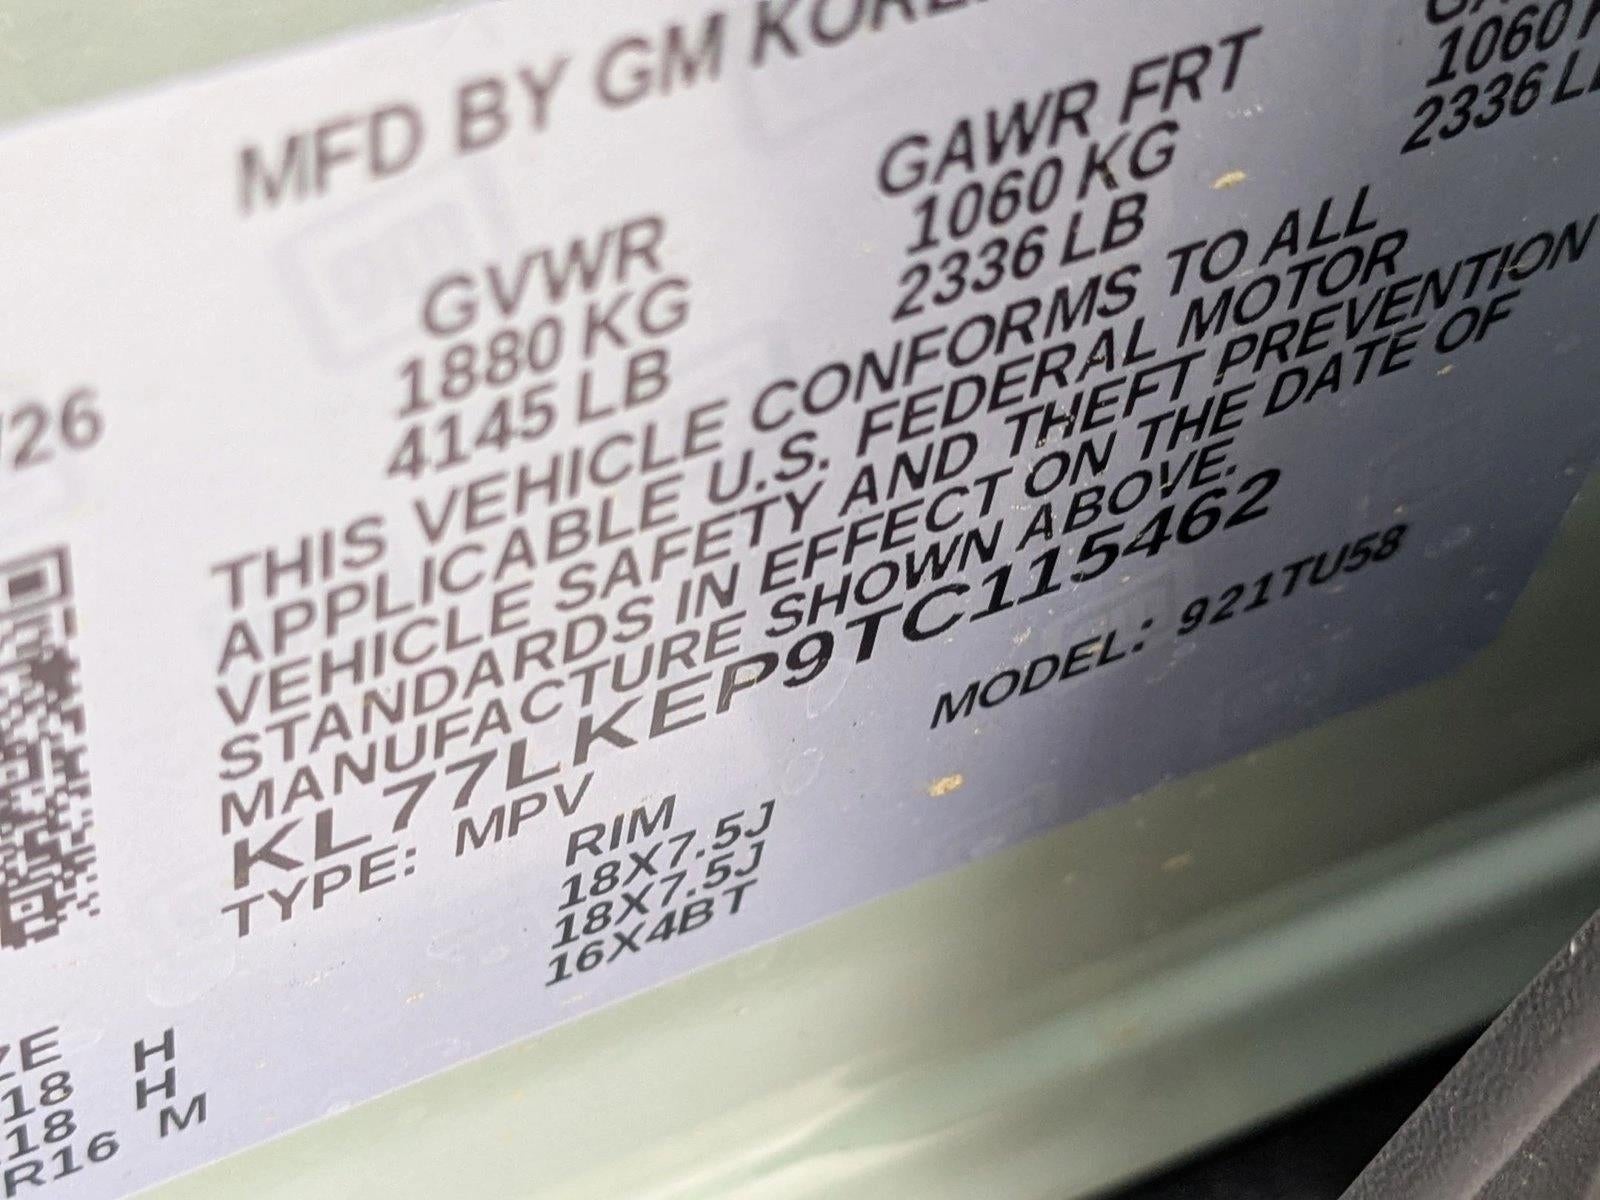 MFD BY GM KOREA
GVWR
1880 KG
4145 LB
GAWR FRT
1060 KG
2336 LB
1060 K
2336 LB
/26
THIS VEHICLE CONFORMS TO ALL
APPLICABLE U.S. FEDERAL MOTOR
VEHICLE SAFETY AND THEFT PREVENTION
STANDARDS IN EFFECT ON THE DATE OF
MANUFACTURE SHOWN ABOVE.
KL77LKEP9TC115462
TYPE: MPV
MODEL: 921TU58
RIM
18X7.5J
18X7.5J
16X4BT
ZE
18 H
18 H
R16 M